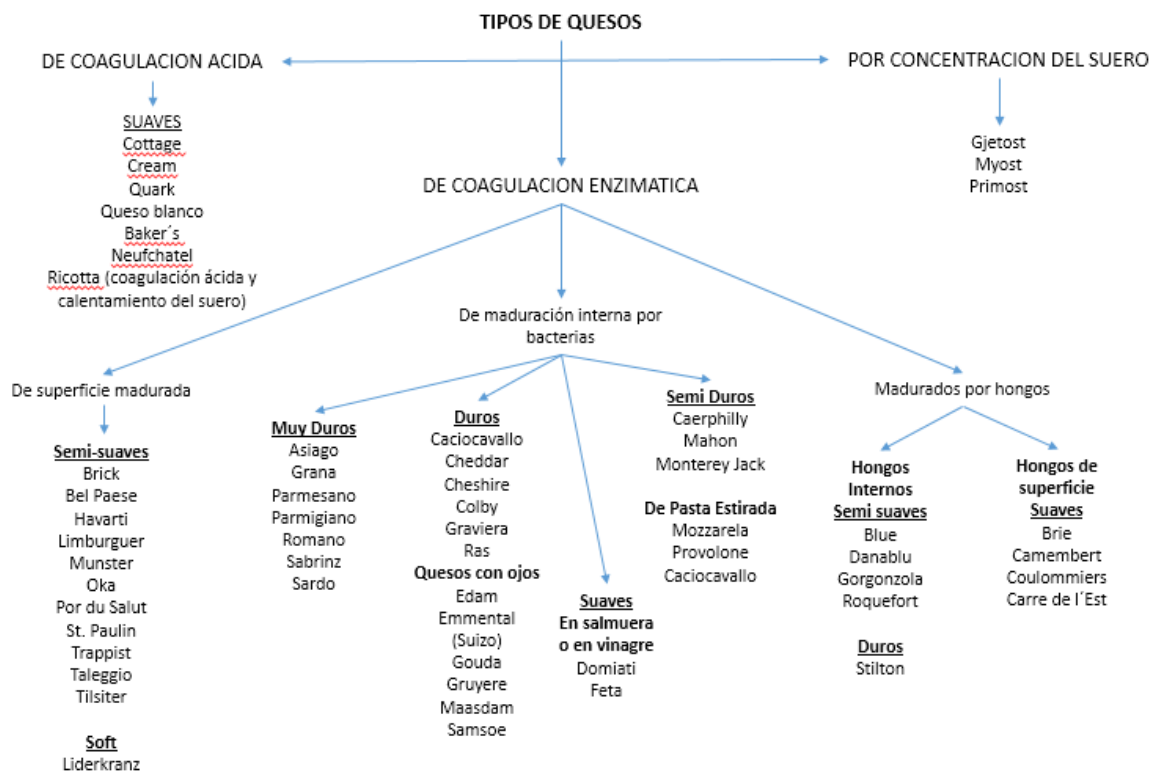 TIPOS DE QUESOS
DE COAGULACION ACIDA
POR CONCENTRACION DEL SUERO
SUAVES
Cottage
Cream
Quark
Queso blanco
Baker´s
Neufchatel
Ricotta (coagulación ácida y
calentamiento del suero)
Gjetost
Myost
Primost
DE COAGULACION ENZIMATICA
De superficie madurada
Semi-suaves
Brick
Bel Paese
Havarti
Limburguer
Munster
Oka
Por du Salut
St. Paulin
Trappist
Taleggio
Tilsiter
Soft
Liderkranz
De maduración interna por
bacterias
Muy Duros
Asiago
Grana
Parmesano
Parmigiano
Romano
Sabrinz
Sardo
Duros
Caciocavallo
Cheddar
Cheshire
Colby
Graviera
Ras
Quesos con ojos
Edam
Emmental
(Suizo)
Gouda
Gruyere
Maasdam
Samsoe
Suaves
En salmuera
o en vinagre
Domiati
Feta
Semi Duros
Caerphilly
Mahon
Monterey Jack
De Pasta Estirada
Mozzarela
Provolone
Caciocavallo
Madurados por hongos
Hongos
Internos
Semi suaves
Blue
Danablu
Gorgonzola
Roquefort
Duros
Stilton
Hongos de
superficie
Suaves
Brie
Camembert
Coulommiers
Carre de l´Est